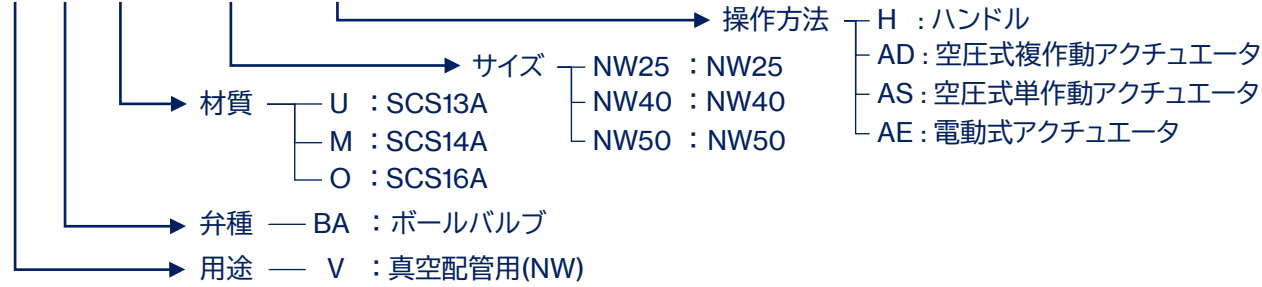 操作方法 H : ハンドル
AD : 空圧式複作動アクチュエータ
AS : 空圧式単作動アクチュエータ
AE : 電動式アクチュエータ
サイズ NW25 : NW25
NW40 : NW40
NW50 : NW50
材質 U : SCS13A
M : SCS14A
O : SCS16A
弁種 BA : ボールバルブ
用途 V : 真空配管用(NW)